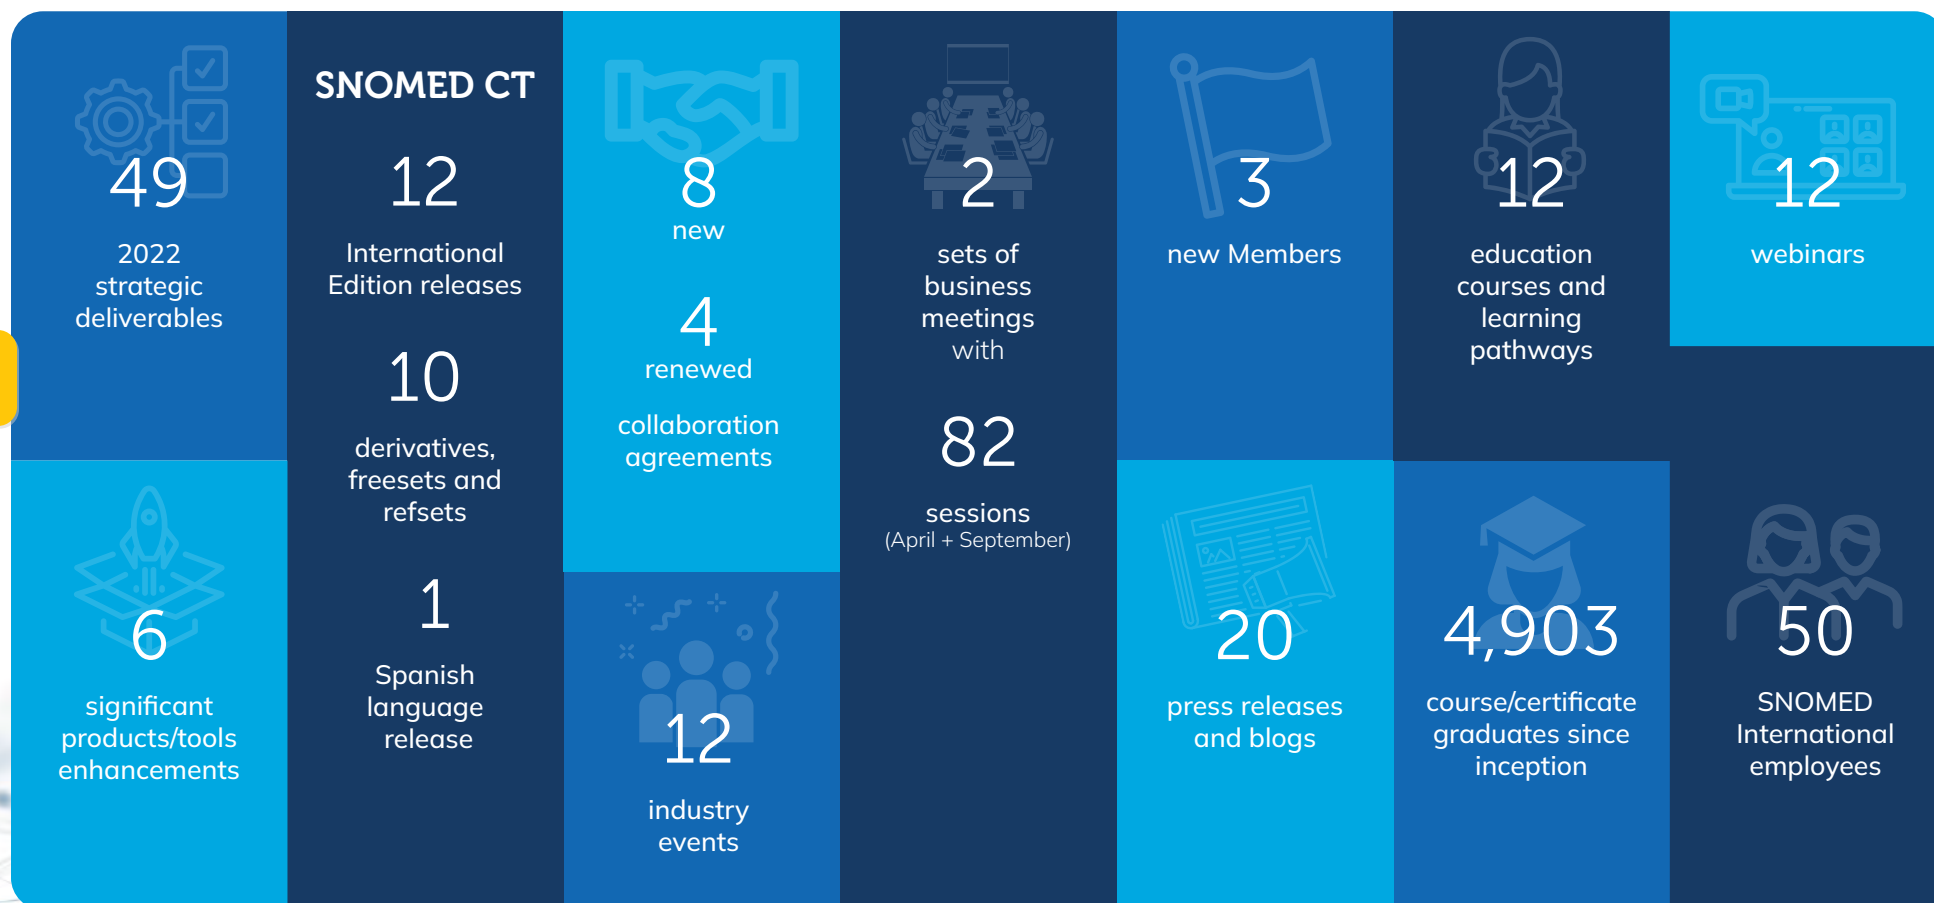 49
2022
strategic
deliverables
6
significant
products/tools
enhancements
SNOMED CT
12
International
Edition releases
10
derivatives,
freesets and
refsets
1
Spanish
language
release
8
new
4
renewed
collaboration
agreements
12
industry
events
2
sets of
business
meetings
with
82
sessions
(April + September)
3
new Members
20
press releases
and blogs
12
education
courses and
learning
pathways
4,903
course/certificate
graduates since
inception
12
webinars
50
SNOMED
International
employees